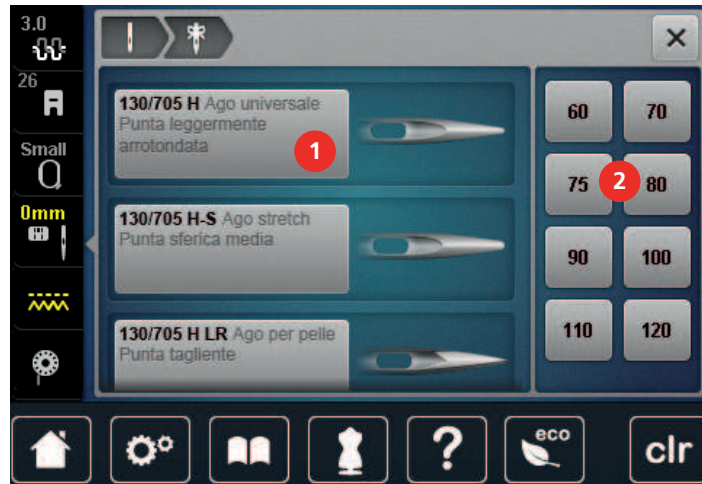 3.0
26
Small
0mm
130/705 H Ago universale
Punta leggermente
arrotondata
1
130/705 H-S Ago stretch
Punta sferica media
130/705 H LR Ago per pelle
Punta tagliente
60 70
75 2 80
90 100
110 120
? eco clr